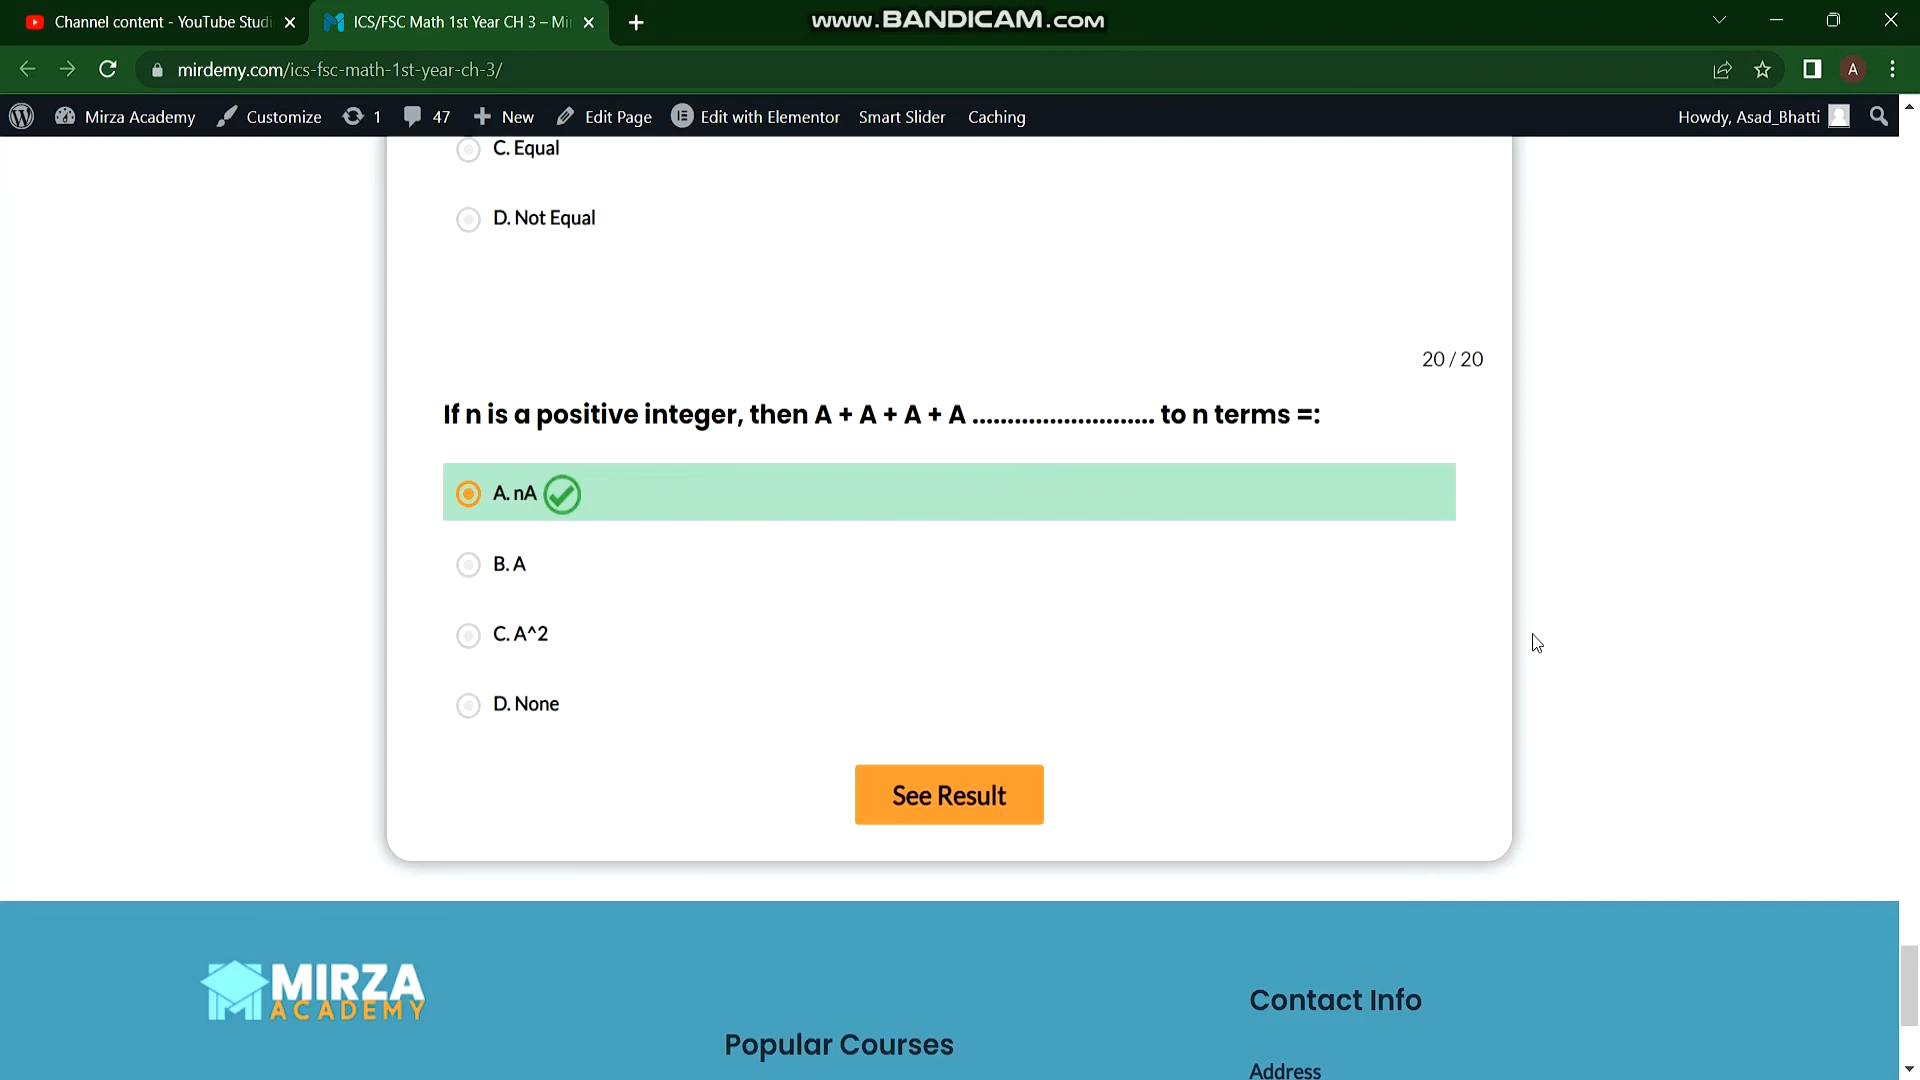 Channel content - YouTube Studi
ICS/FSC Math 1st Year CH 3 – Mi
www.BANDICAM.com
mirdemy.com/ics-fsc-math-1st-year-ch-3/
A
Mirza Academy
Customize
1
47
New
Edit Page
Edit with Elementor
Smart Slider
Caching
Howdy, Asad_Bhatti
C. Equal
D. Not Equal
20 / 20
If n is a positive integer, then A + A + A + A .......................... to n terms =:
A. nA
B. A
C. A^2
D. None
See Result
MIRZA
ACADEMY
Popular Courses
Contact Info
Address